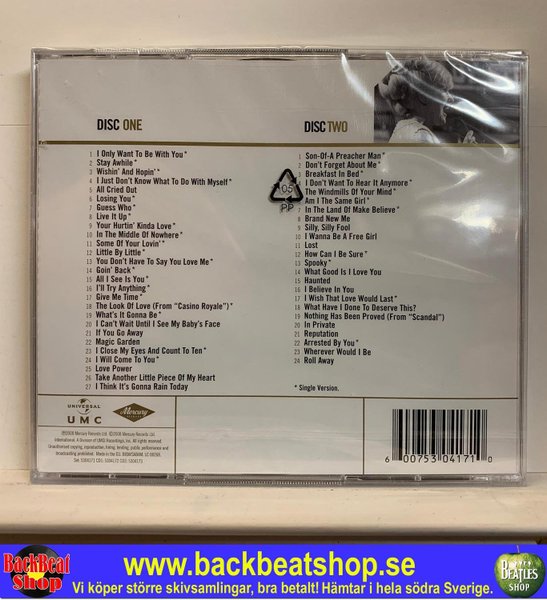 DISC ONE
1 I Only Want To Be With You*
2 Stay Awhile*
3 Wishin' And Hopin'*
4 I Just Don't Know What To Do With Myself*
5 All Cried Out
6 Losing You*
7 Guess Who*
8 Live It Up*
9 Your Hurtin' Kinda Love*
10 In The Middle Of Nowhere*
11 Some Of Your Lovin'*
12 Little By Little*
13 You Don't Have To Say You Love Me*
14 Goin' Back*
15 All I See Is You*
16 I'll Try Anything*
17 Give Me Time*
18 The Look Of Love (From "Casino Royale")*
19 What's It Gonna Be*
20 I Can't Wait Until I See My Baby's Face
21 If You Go Away
22 Magic Garden
23 I Close My Eyes And Count To Ten*
24 I Will Come To You*
25 Love Power
26 Take Another Little Piece Of My Heart
27 I Think It's Gonna Rain Today
DISC TWO
1 Son-Of-A Preacher Man*
2 Don't Forget About Me*
3 Breakfast In Bed*
4 I Don't Want To Hear It Anymore*
5 The Windmills Of Your Mind*
6 Am I The Same Girl*
7 In The Land Of Make Believe*
8 Brand New Me
9 Silly, Silly Fool
10 I Wanna Be A Free Girl
11 Lost
12 How Can I Be Sure*
13 Spooky*
14 What Good Is I Love You
15 Haunted
16 I Believe In You
17 I Wish That Love Would Last*
18 What Have I Done To Deserve This?
19 Nothing Has Been Proved (From "Scandal")
20 In Private
21 Reputation
22 Arrested By You*
23 Wherever Would I Be
24 Roll Away
* Single Version.
05
PP
UNIVERSAL
UMC
Mercury
6 00753 04171 0
BackBeat
Shop
www.backbeatshop.se
Vi köper större skivsamlingar, bra betalt! Hämtar i hela södra Sverige.
BEATLES
SHOP